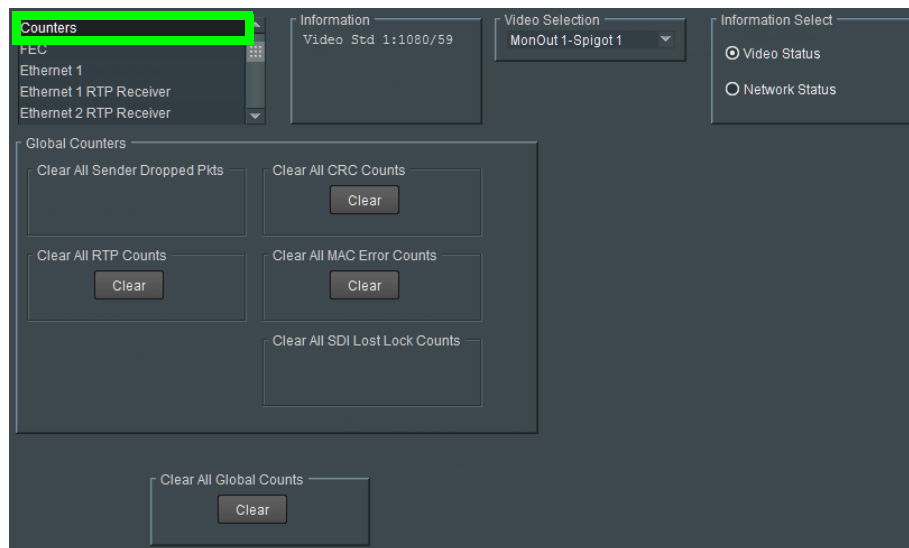 Counters
FEC
Ethernet 1
Ethernet 1 RTP Receiver
Ethernet 2 RTP Receiver
Information
Video Std 1:1080/59
Video Selection
MonOut 1-Spigot 1
Information Select
Video Status
Network Status
Global Counters
Clear All Sender Dropped Pkts
Clear All CRC Counts
Clear
Clear All RTP Counts
Clear All MAC Error Counts
Clear
Clear
Clear All SDI Lost Lock Counts
Clear All Global Counts
Clear